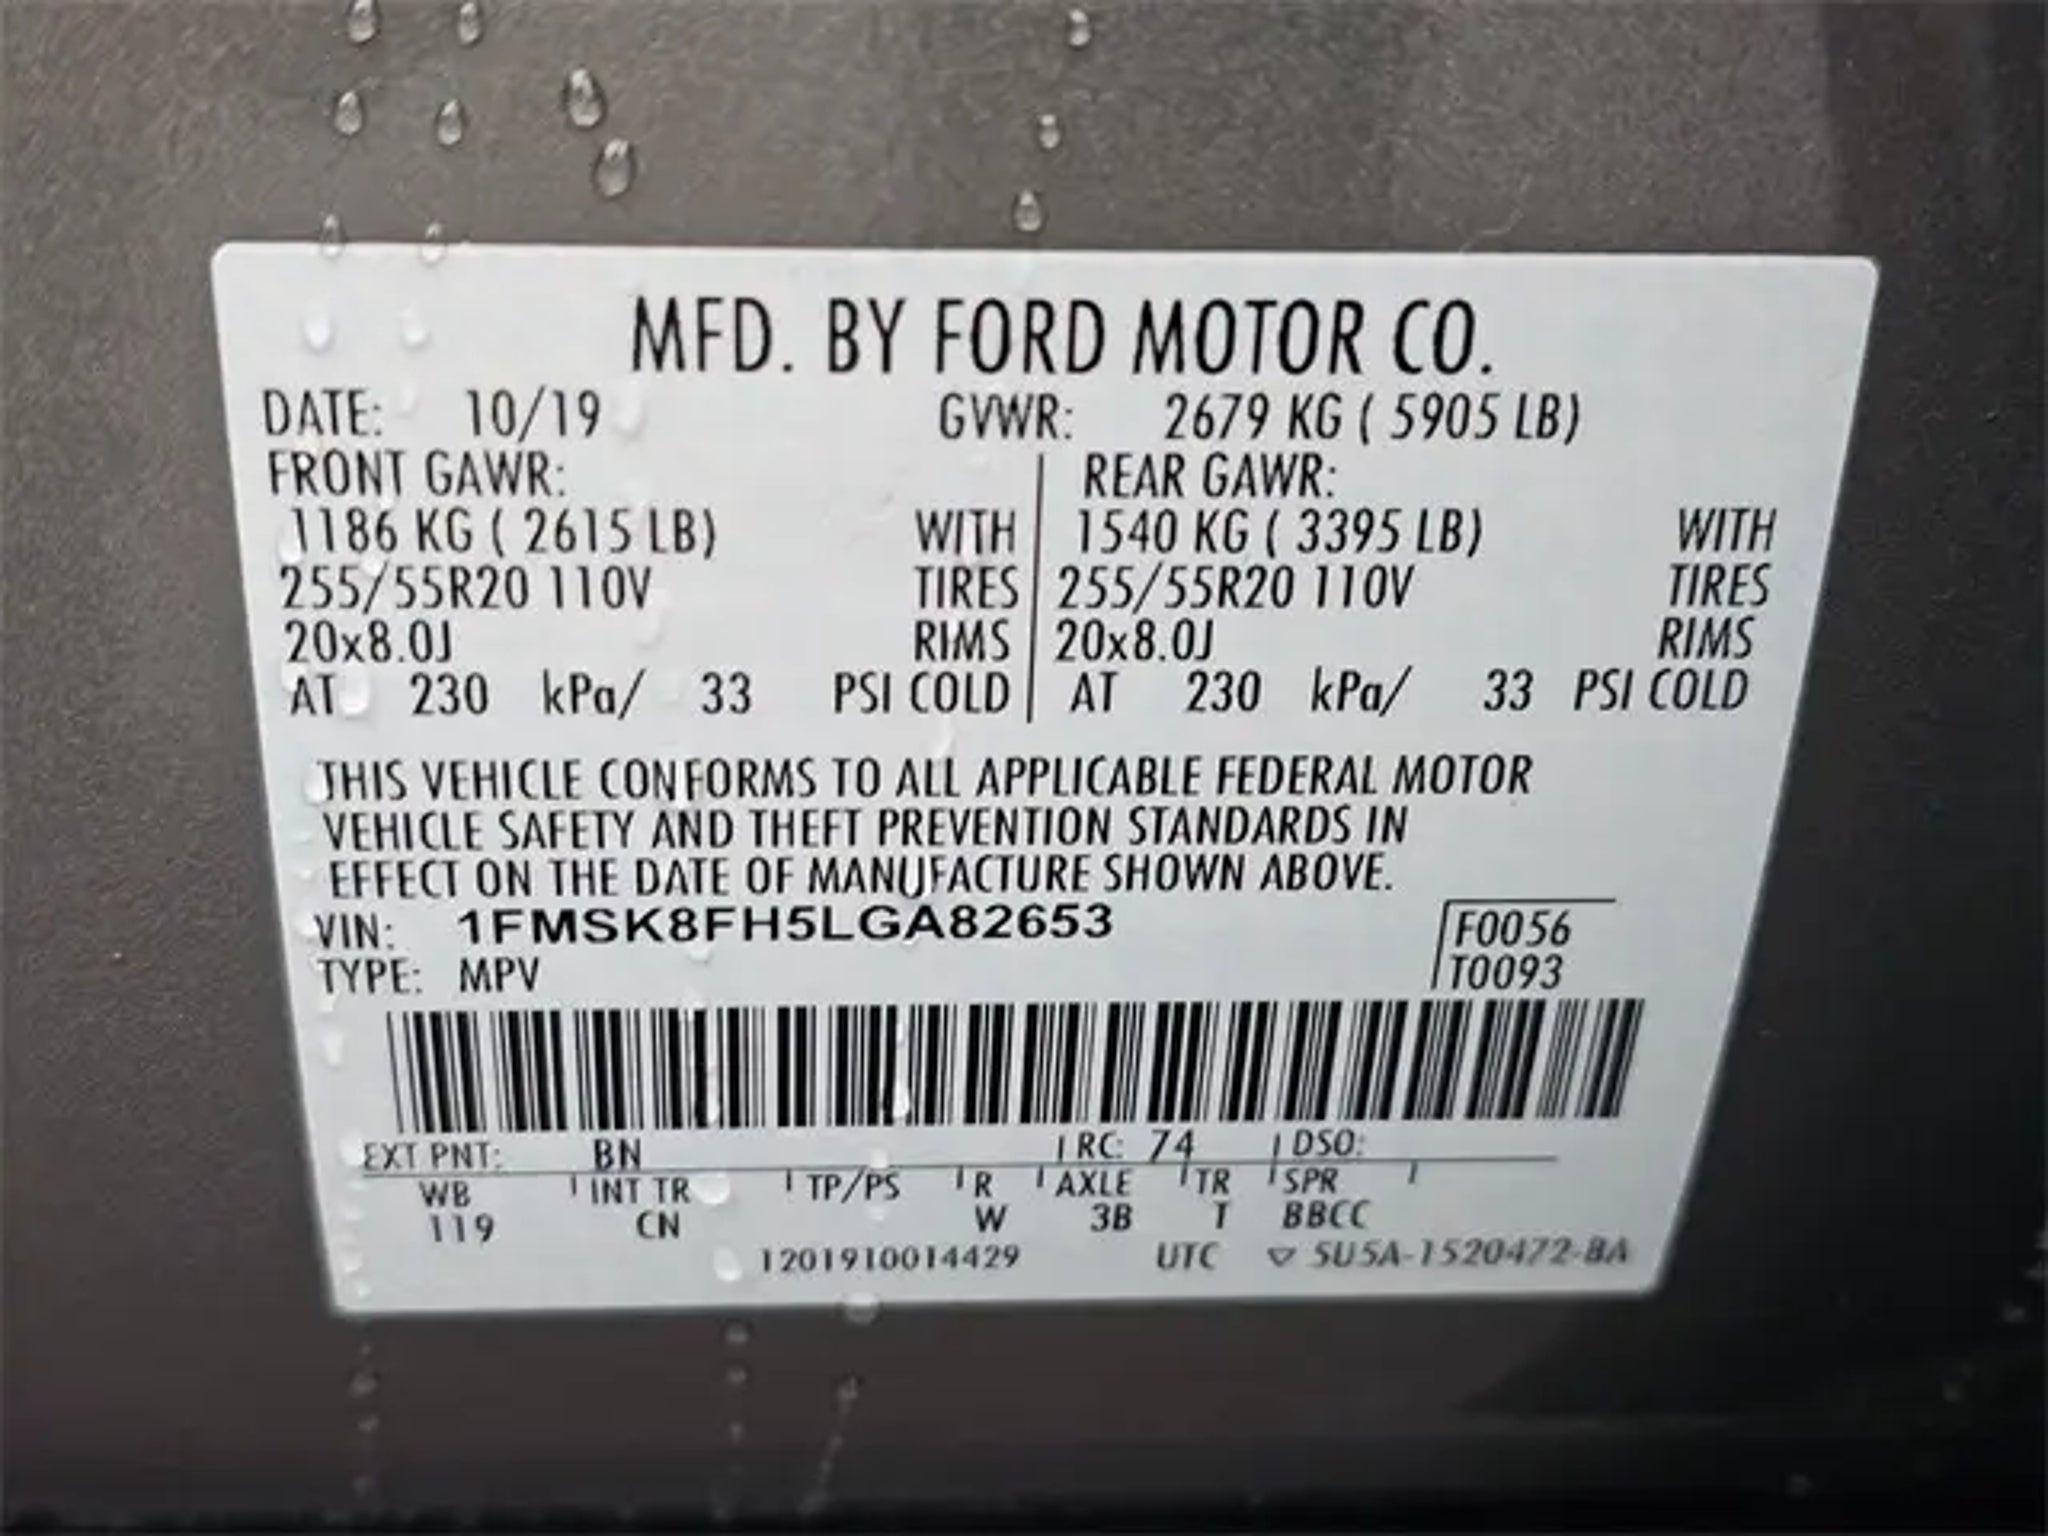 MFD. BY FORD MOTOR CO.
DATE: 10/19 GVWR: 2679 KG ( 5905 LB)
FRONT GAWR: REAR GAWR:
1186 KG ( 2615 LB) WITH 1540 KG ( 3395 LB) WITH
255/55R20 110V TIRES 255/55R20 110V TIRES
20x8.0J RIMS 20x8.0J RIMS
AT 230 kPa/ 33 PSI COLD AT 230 kPa/ 33 PSI COLD
THIS VEHICLE CONFORMS TO ALL APPLICABLE FEDERAL MOTOR
VEHICLE SAFETY AND THEFT PREVENTION STANDARDS IN
EFFECT ON THE DATE OF MANUFACTURE SHOWN ABOVE.
VIN: 1FMSK8FH5LGA82653 F0056
TYPE: MPV T0093
EXT PNT: BN RC: 74 DSO:
WB INT TR TP/PS R AXLE TR SPR
119 CN W 3B T BBCC
1201910014429 UTC ▽ 5U5A-1520472-BA